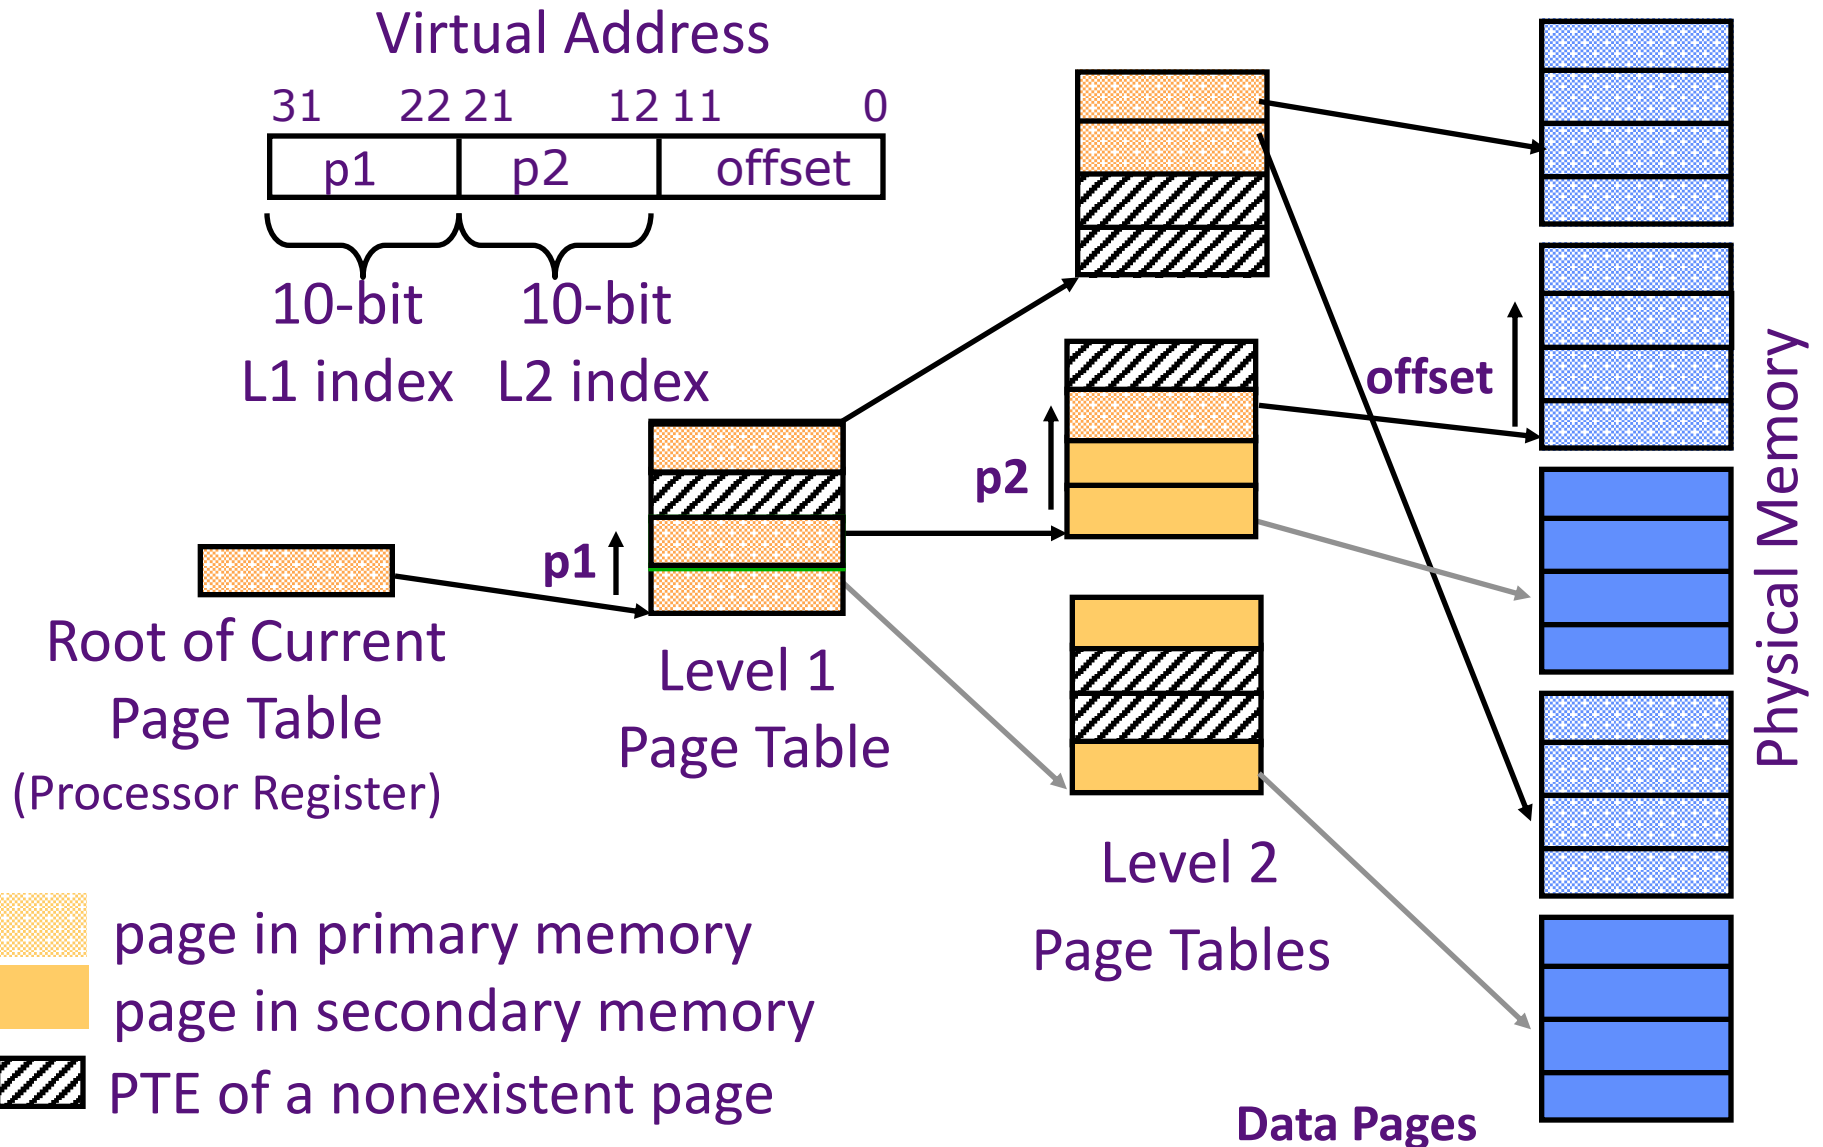 Virtual Address
31 22 21 12 11 0
p1 p2 offset
10-bit 10-bit
L1 index L2 index
offset
p2
p1
Root of Current
Page Table
(Processor Register)
Level 1
Page Table
Level 2
Page Tables
Physical Memory
page in primary memory
page in secondary memory
PTE of a nonexistent page
Data Pages